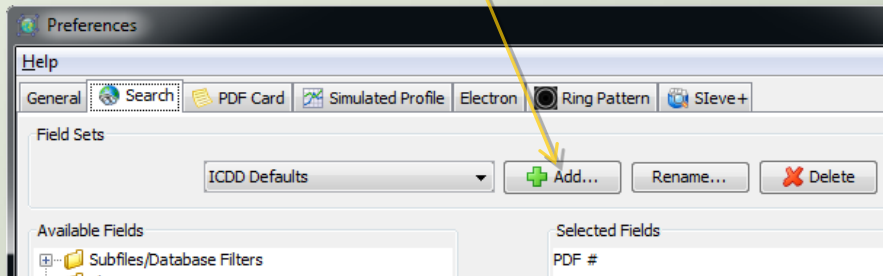 Preferences
Help
General Search PDF Card Simulated Profile Electron Ring Pattern SIeve+
Field Sets
ICDD Defaults Add... Rename... Delete
Available Fields Selected Fields
Subfiles/Database Filters PDF #